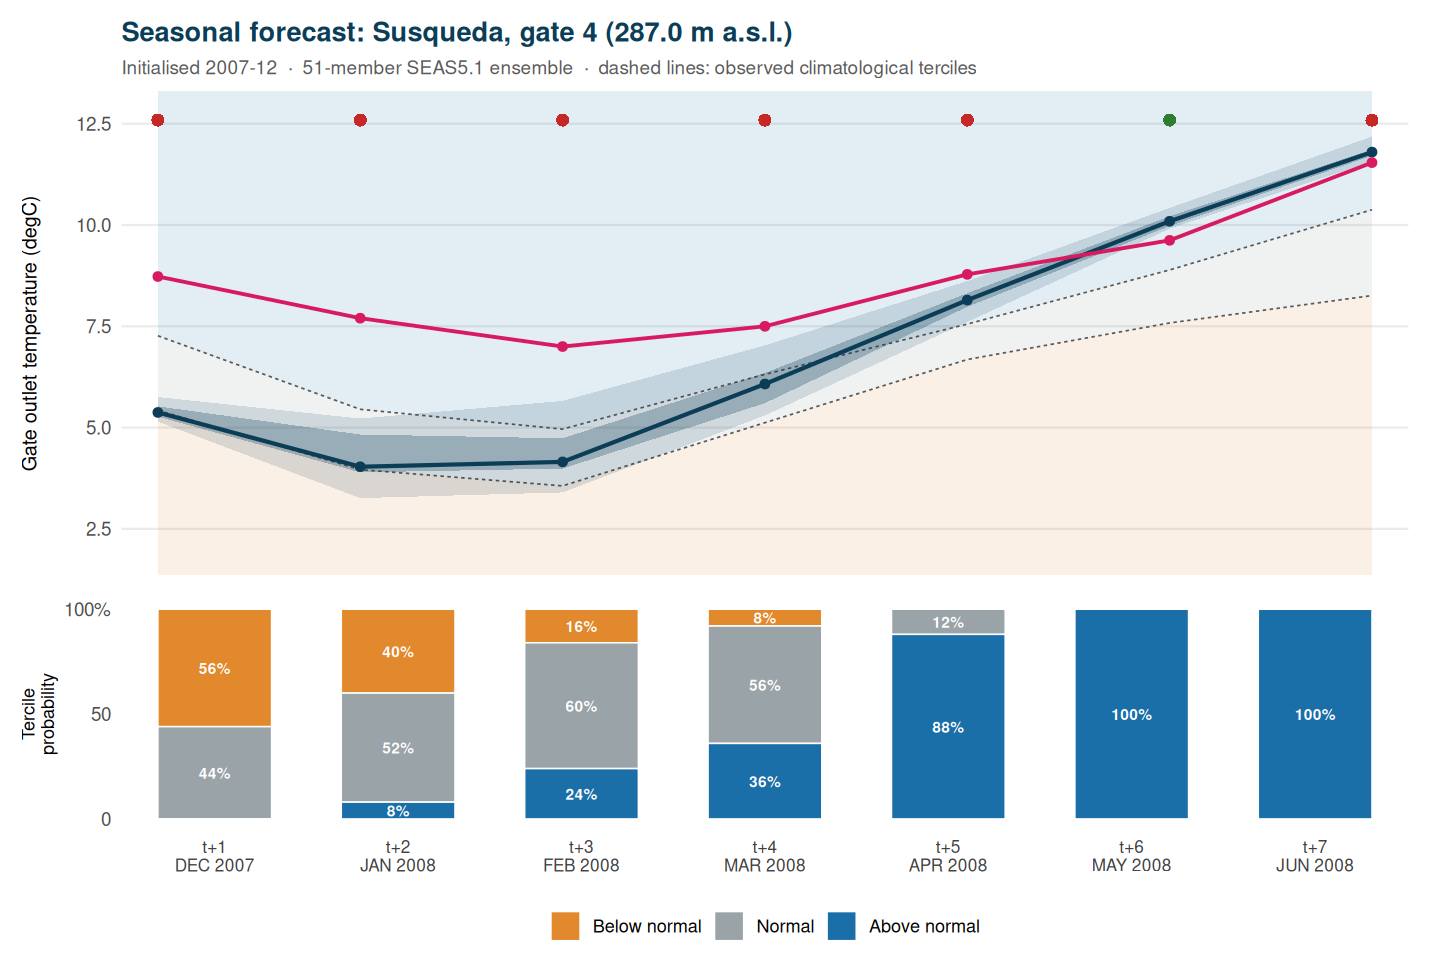 Seasonal forecast: Susqueda, gate 4 (287.0 m a.s.l.)
Initialised 2007-12 · 51-member SEAS5.1 ensemble · dashed lines: observed climatological terciles
Gate outlet temperature (degC)
12.5
10.0
7.5
5.0
2.5
Tercile
probability
100%
50
0
56%
44%
40%
52%
8%
16%
60%
24%
8%
56%
36%
12%
88%
100%
100%
t+1
DEC 2007
t+2
JAN 2008
t+3
FEB 2008
t+4
MAR 2008
t+5
APR 2008
t+6
MAY 2008
t+7
JUN 2008
Below normal
Normal
Above normal